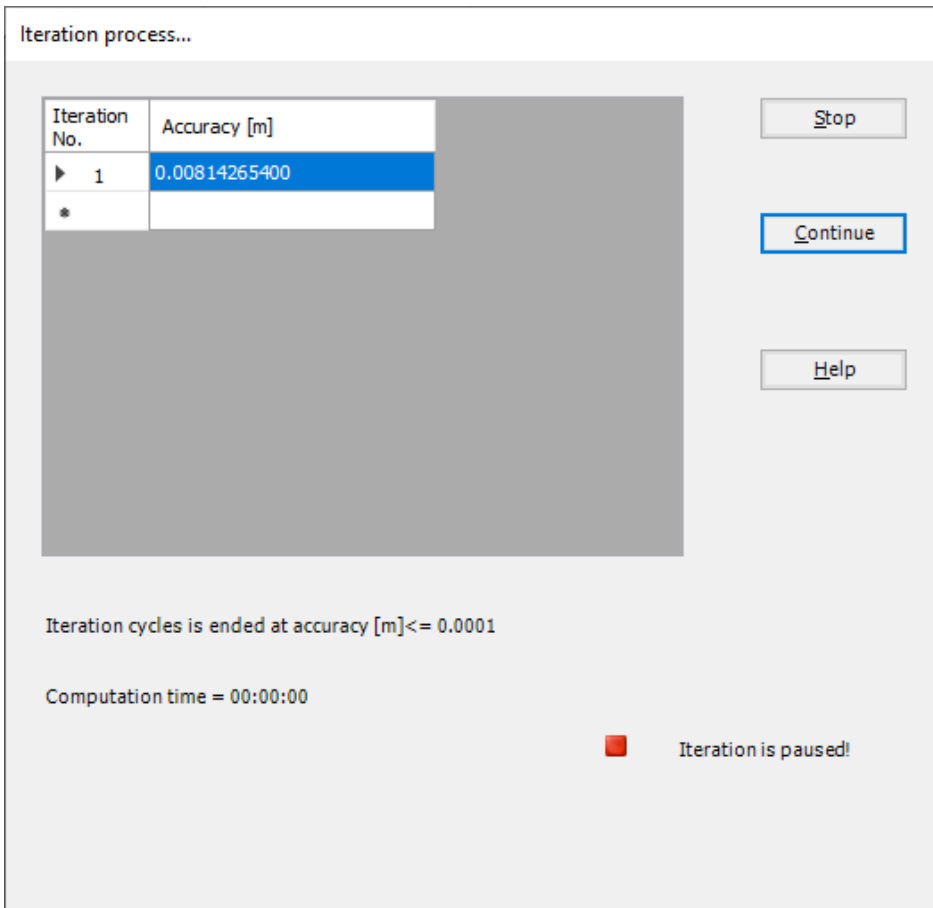 Iteration process...
Iteration
No.
Accuracy [m]
1
0.00814265400
Stop
Continue
Help
Iteration cycles is ended at accuracy [m]<= 0.0001
Computation time = 00:00:00
Iteration is paused!